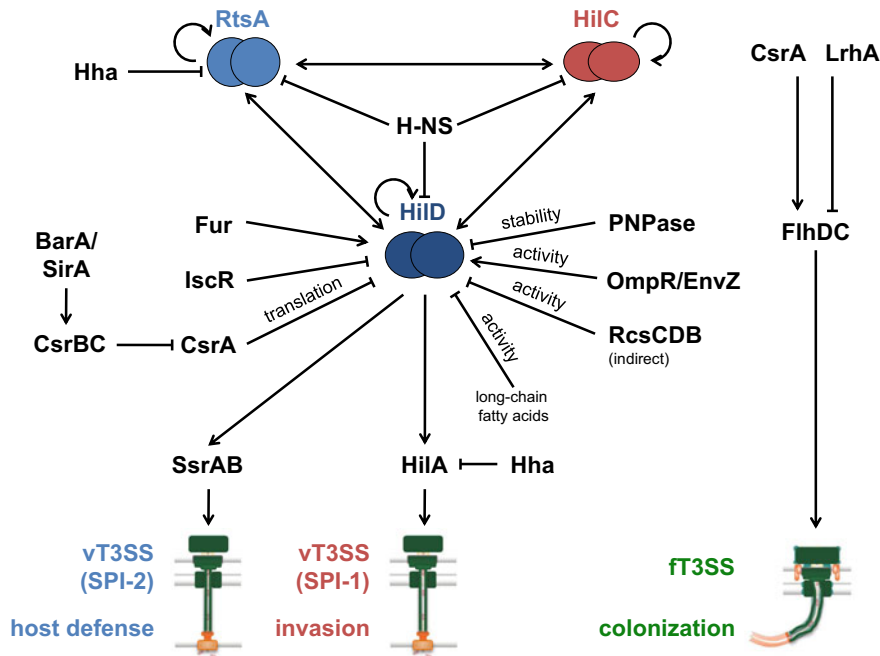 RtsA
HilC
Hha
CsrA
LrhA
H-NS
HilD
Fur
stability
PNPase
FlhDC
BarA/
SirA
IscR
activity
OmpR/EnvZ
translation
activity
CsrBC
CsrA
activity
RcsCDB
(indirect)
long-chain
fatty acids
SsrAB
HilA
Hha
vT3SS
(SPI-2)
vT3SS
(SPI-1)
fT3SS
host defense
invasion
colonization